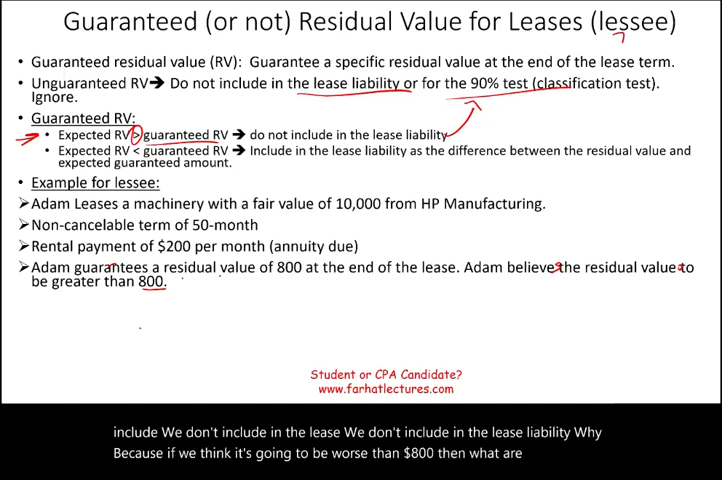 Guaranteed (or not) Residual Value for Leases (lessee)
• Guaranteed residual value (RV): Guarantee a specific residual value at the end of the lease term.
• Unguaranteed RV➔ Do not include in the lease liability or for the 90% test (classification test).
Ignore.
• Guaranteed RV:
• Expected RV > guaranteed RV ➔ do not include in the lease liability
• Expected RV < guaranteed RV ➔ Include in the lease liability as the difference between the residual value and
expected guaranteed amount.
• Example for lessee:
➢Adam Leases a machinery with a fair value of 10,000 from HP Manufacturing.
➢Non-cancelable term of 50-month
➢Rental payment of $200 per month (annuity due)
➢Adam guarantees a residual value of 800 at the end of the lease. Adam believes the residual value to
be greater than 800.
Student or CPA Candidate?
www.farhatlectures.com
include We don't include in the lease We don't include in the lease liability Why
Because if we think it's going to be worse than $800 then what are